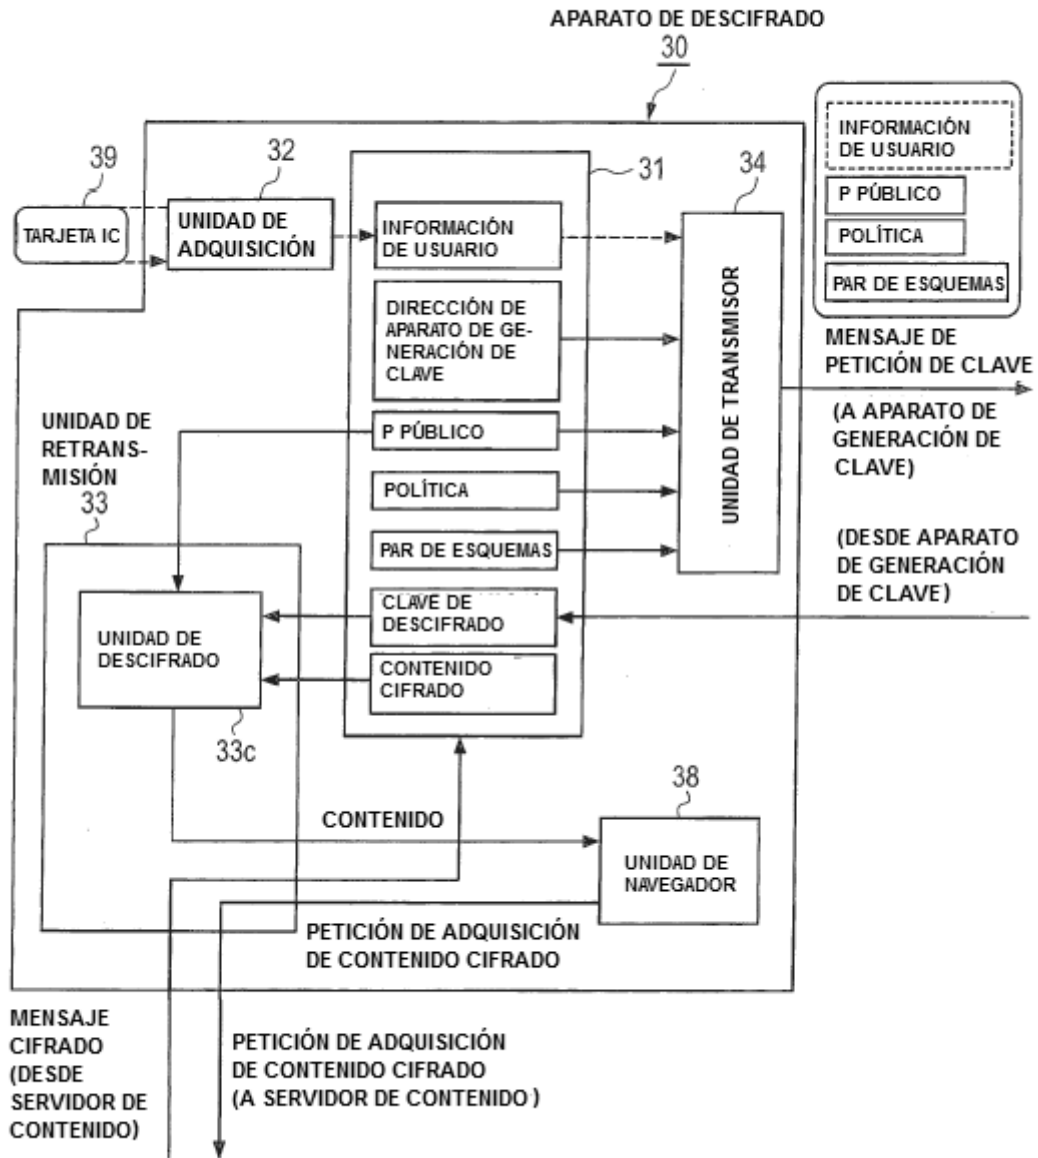 APARATO DE DESCIFRADO
30
39
32
31
34
TARJETA IC
UNIDAD DE
ADQUISICIÓN
INFORMACIÓN
DE USUARIO
DIRECCIÓN DE
APARATO DE GE-
NERACIÓN DE
CLAVE
P PÚBLICO
POLÍTICA
PAR DE ESQUEMAS
CLAVE DE
DESCIFRADO
CONTENIDO
CIFRADO
UNIDAD DE TRANSMISOR
INFORMACIÓN
DE USUARIO
P PÚBLICO
POLÍTICA
PAR DE ESQUEMAS
MENSAJE DE
PETICIÓN DE CLAVE
(A APARATO DE
GENERACIÓN DE
CLAVE)
(DESDE APARATO
DE GENERACIÓN
DE CLAVE)
UNIDAD DE
RETRANS-
MISIÓN
33
UNIDAD DE
DESCIFRADO
33c
CONTENIDO
38
UNIDAD DE
NAVEGADOR
PETICIÓN DE ADQUISICIÓN
DE CONTENIDO CIFRADO
MENSAJE
CIFRADO
(DESDE
SERVIDOR DE
CONTENIDO)
PETICIÓN DE ADQUISICIÓN
DE CONTENIDO CIFRADO
(A SERVIDOR DE CONTENIDO)